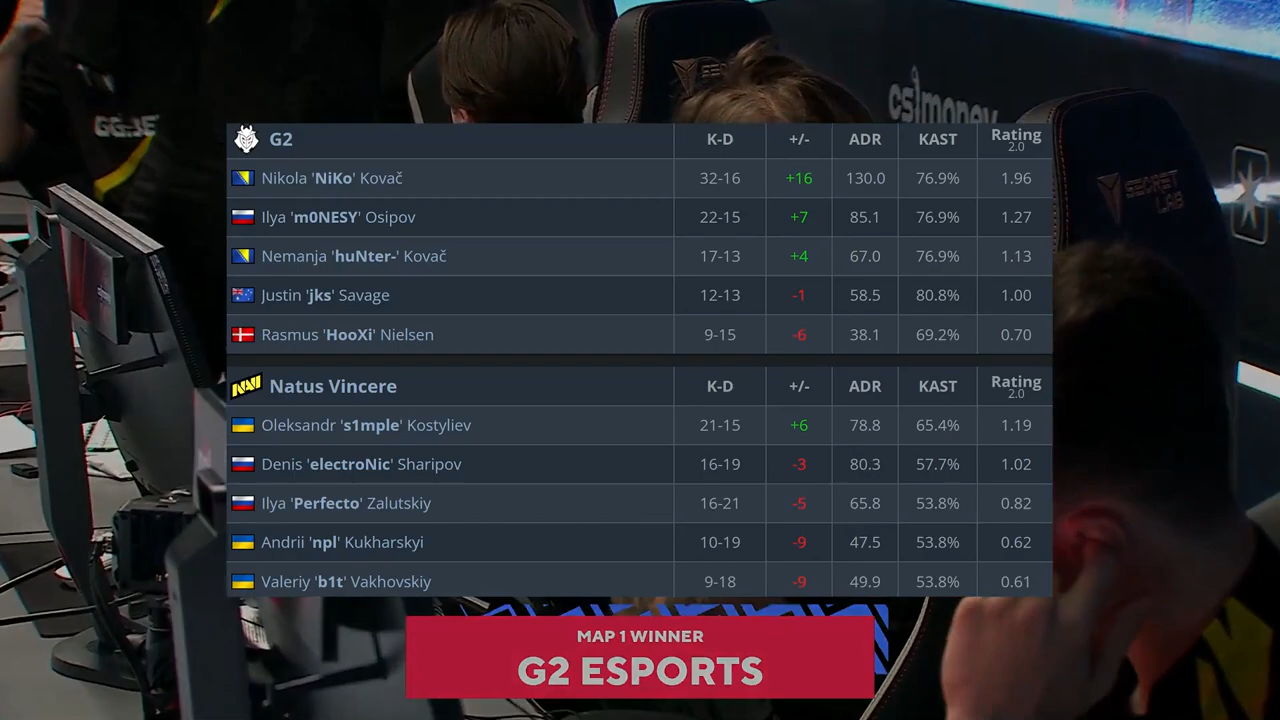 GG.BE
cs!money
SECRET
LAB
G2 K-D +/- ADR KAST Rating 2.0
Nikola 'NiKo' Kovač 32-16 +16 130.0 76.9% 1.96
Ilya 'm0NESY' Osipov 22-15 +7 85.1 76.9% 1.27
Nemanja 'huNter-' Kovač 17-13 +4 67.0 76.9% 1.13
Justin 'jks' Savage 12-13 -1 58.5 80.8% 1.00
Rasmus 'HooXi' Nielsen 9-15 -6 38.1 69.2% 0.70
Natus Vincere K-D +/- ADR KAST Rating 2.0
Oleksandr 's1mple' Kostyliev 21-15 +6 78.8 65.4% 1.19
Denis 'electroNic' Sharipov 16-19 -3 80.3 57.7% 1.02
Ilya 'Perfecto' Zalutskiy 16-21 -5 65.8 53.8% 0.82
Andrii 'npl' Kukharskyi 10-19 -9 47.5 53.8% 0.62
Valeriy 'b1t' Vakhovskiy 9-18 -9 49.9 53.8% 0.61
MAP 1 WINNER
G2 ESPORTS